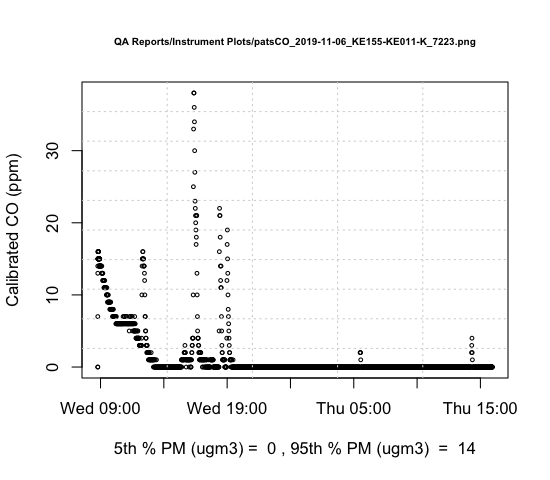 QA Reports/Instrument Plots/patsCO_2019-11-06_KE155-KE011-K_7223.png
Calibrated CO (ppm)
30
20
10
0
Wed 09:00 Wed 19:00 Thu 05:00 Thu 15:00
5th % PM (ugm3) = 0 , 95th % PM (ugm3) = 14